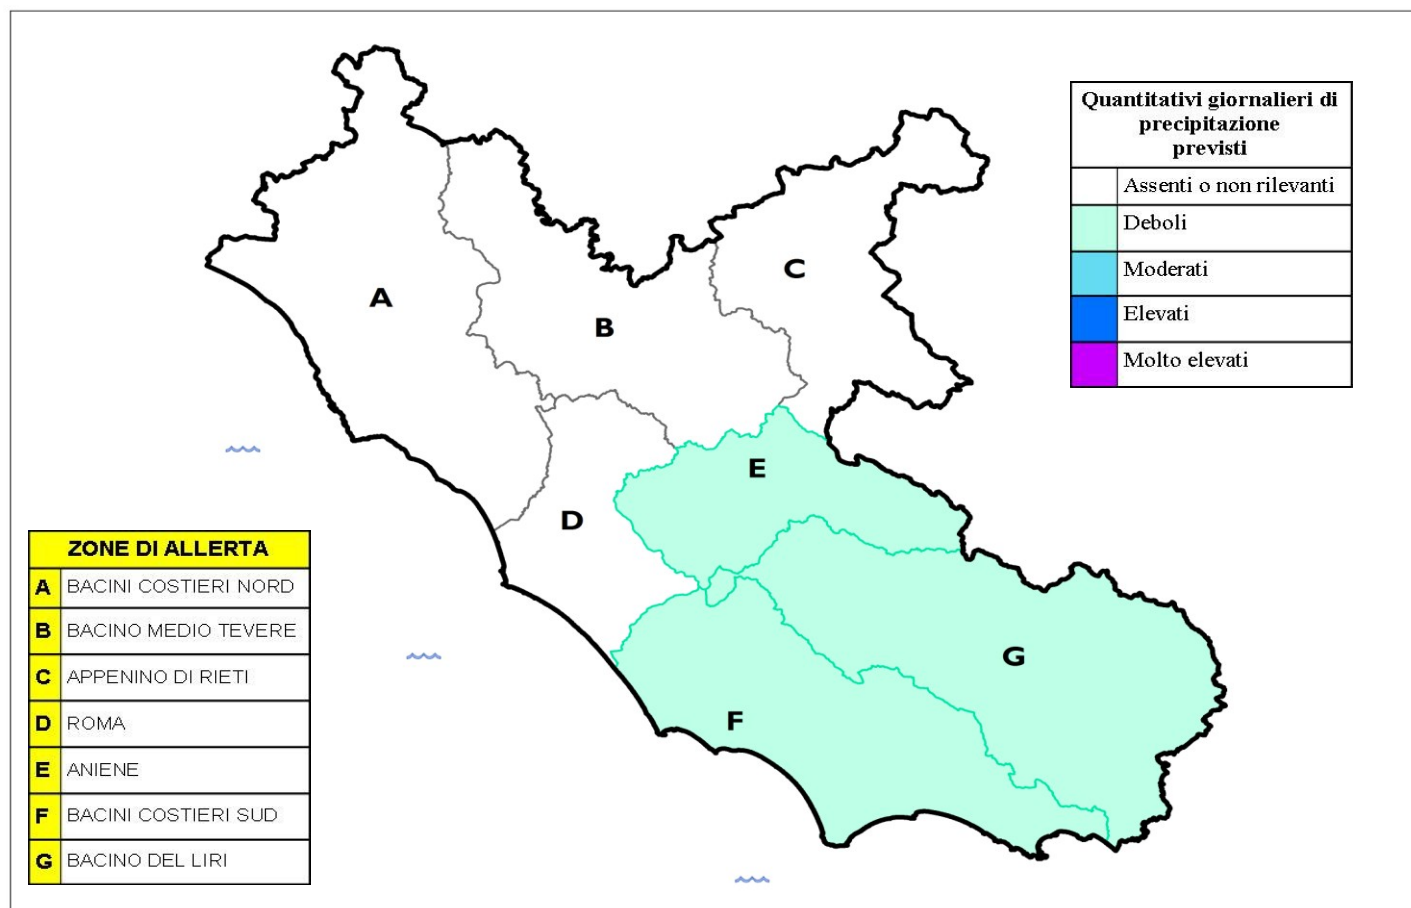 Quantitativi giornalieri di
precipitazione
previsti
Assenti o non rilevanti
Deboli
Moderati
Elevati
Molto elevati
A
B
C
D
E
F
G
ZONE DI ALLERTA
A BACINI COSTIERI NORD
B BACINO MEDIO TEVERE
C APPENINO DI RIETI
D ROMA
E ANIENE
F BACINI COSTIERI SUD
G BACINO DEL LIRI